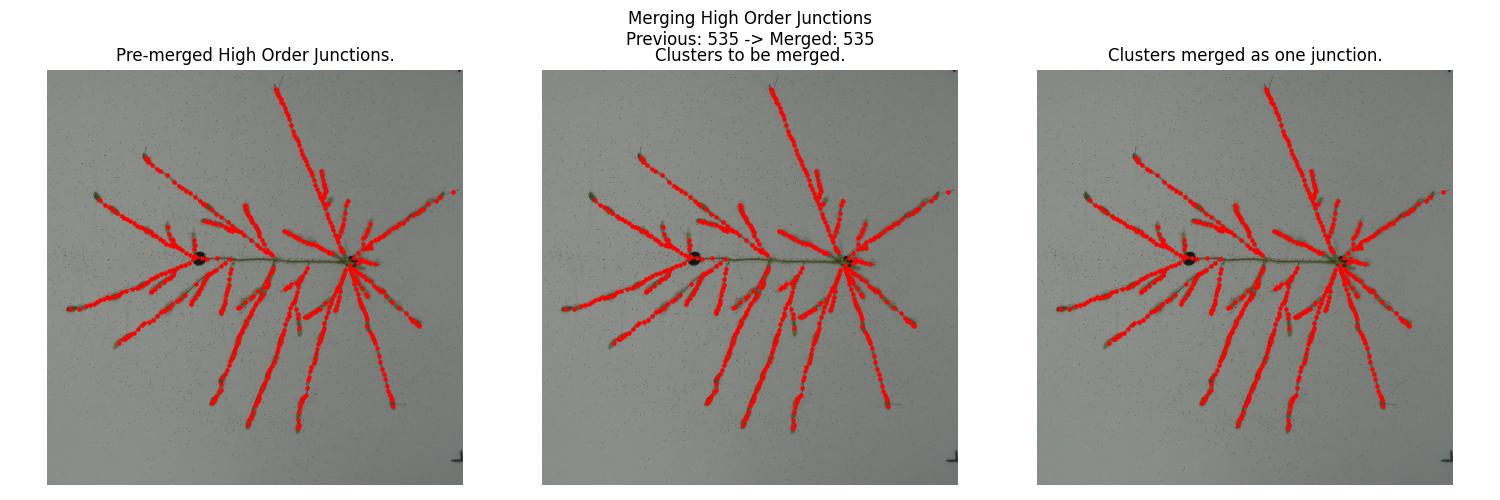 Merging High Order Junctions
Previous: 535 -> Merged: 535
Pre-merged High Order Junctions.
Clusters to be merged.
Clusters merged as one junction.